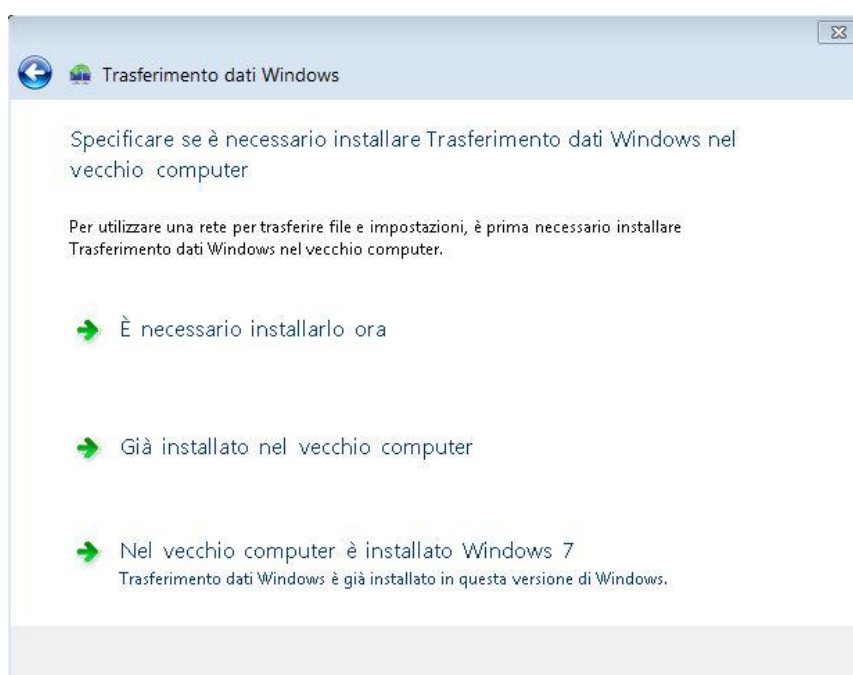 Trasferimento dati Windows
Specificare se è necessario installare Trasferimento dati Windows nel
vecchio computer
Per utilizzare una rete per trasferire file e impostazioni, è prima necessario installare
Trasferimento dati Windows nel vecchio computer.
È necessario installarlo ora
Già installato nel vecchio computer
Nel vecchio computer è installato Windows 7
Trasferimento dati Windows è già installato in questa versione di Windows.